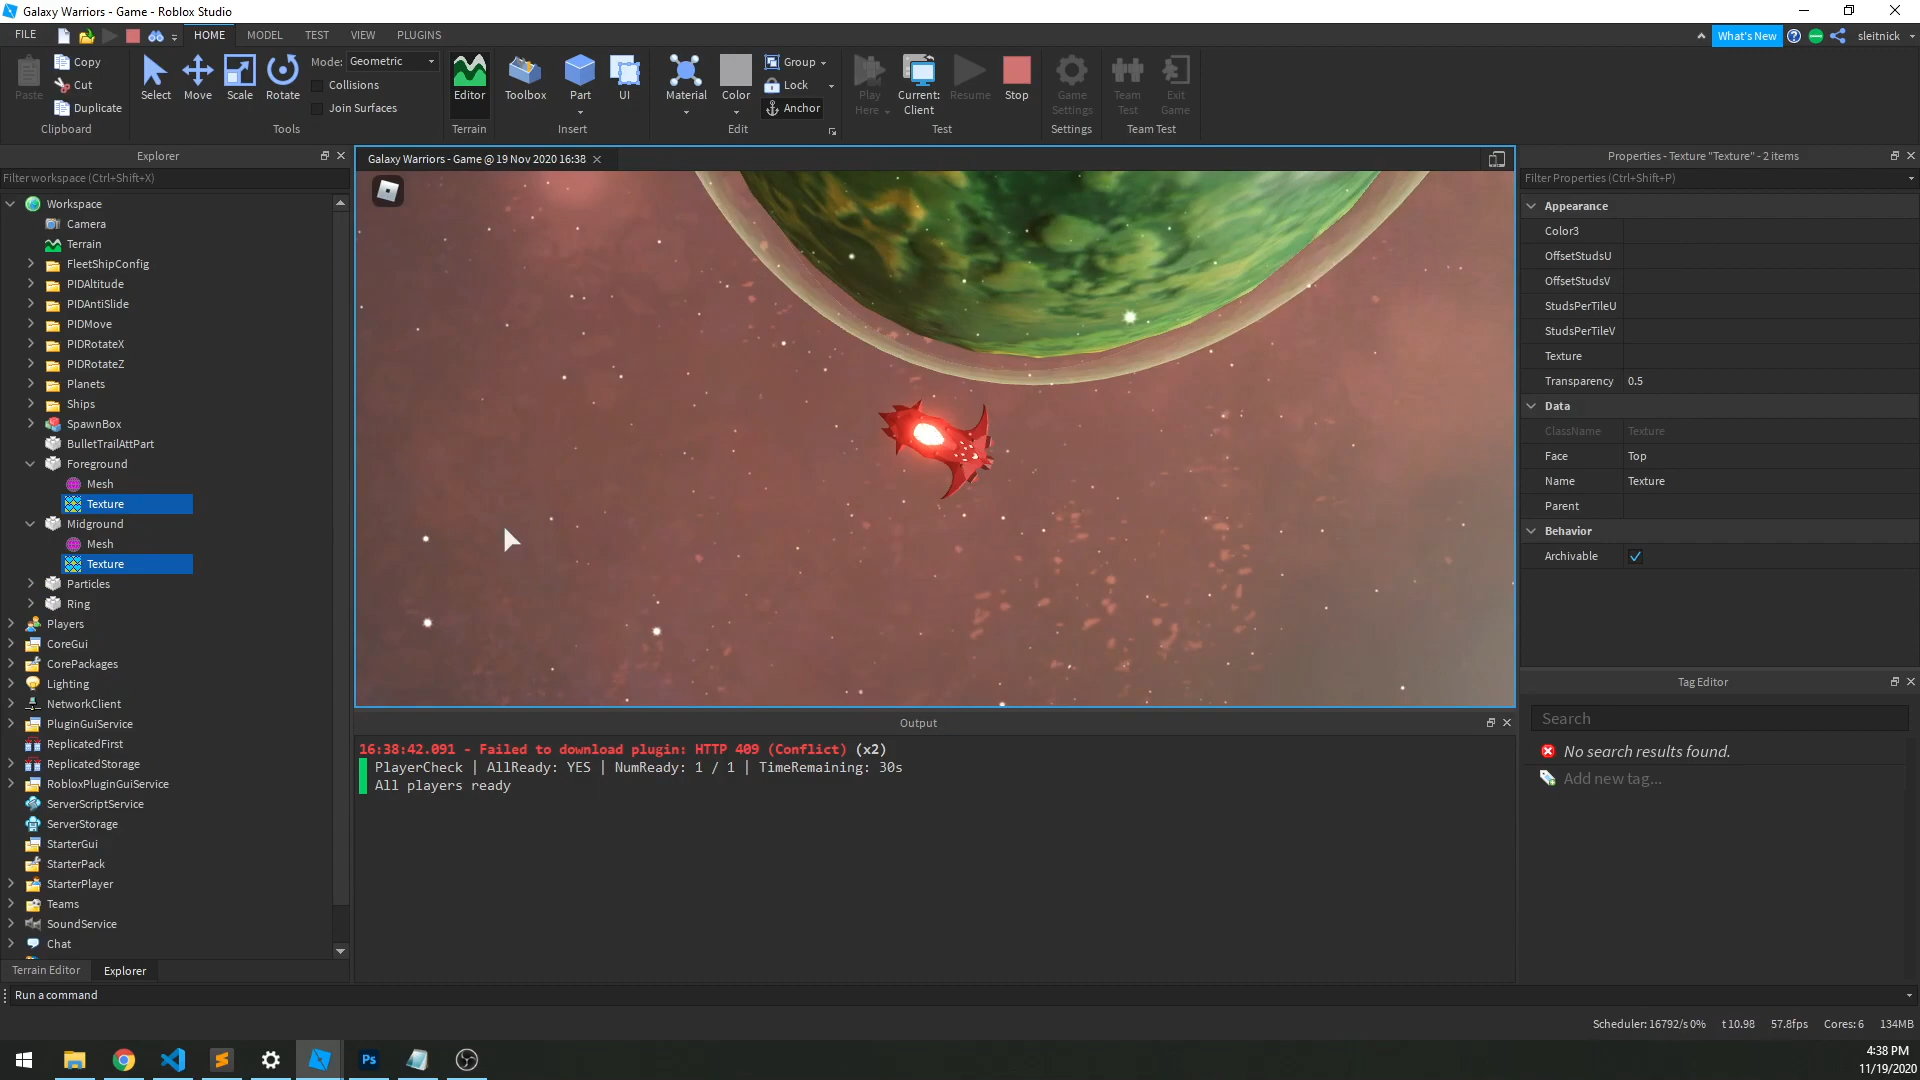 Galaxy Warriors - Game - Roblox Studio
FILE
HOME
MODEL
TEST
VIEW
PLUGINS
What's New
sleitnick
Paste
Copy
Cut
Duplicate
Clipboard
Select
Move
Scale
Rotate
Mode: Geometric
Collisions
Join Surfaces
Tools
Editor
Terrain
Toolbox
Part
UI
Insert
Material
Color
Group
Lock
Anchor
Edit
Play
Here
Current:
Client
Resume
Stop
Test
Game
Settings
Settings
Team
Test
Exit
Game
Team Test
Explorer
Filter workspace (Ctrl+Shift+X)
Workspace
Camera
Terrain
FleetShipConfig
PIDAltitude
PIDAntiSlide
PIDMove
PIDRotateX
PIDRotateZ
Planets
Ships
SpawnBox
BulletTrailAttPart
Foreground
Mesh
Texture
Midground
Mesh
Texture
Particles
Ring
Players
CoreGui
CorePackages
Lighting
NetworkClient
PluginGuiService
ReplicatedFirst
ReplicatedStorage
RobloxPluginGuiService
ServerScriptService
ServerStorage
StarterGui
StarterPack
StarterPlayer
Teams
SoundService
Chat
Terrain Editor
Explorer
Galaxy Warriors - Game @ 19 Nov 2020 16:38
Output
16:38:42.091 - Failed to download plugin: HTTP 409 (Conflict) (x2)
PlayerCheck | AllReady: YES | NumReady: 1 / 1 | TimeRemaining: 30s
All players ready
Properties - Texture "Texture" - 2 items
Filter Properties (Ctrl+Shift+P)
Appearance
Color3
OffsetStudsU
OffsetStudsV
StudsPerTileU
StudsPerTileV
Texture
Transparency 0.5
Data
ClassName Texture
Face Top
Name Texture
Parent
Behavior
Archivable
Tag Editor
Search
No search results found.
Add new tag...
Run a command
Scheduler: 16792/s 0% t 10.98 57.8fps Cores: 6 134MB
Ps
4:38 PM
11/19/2020